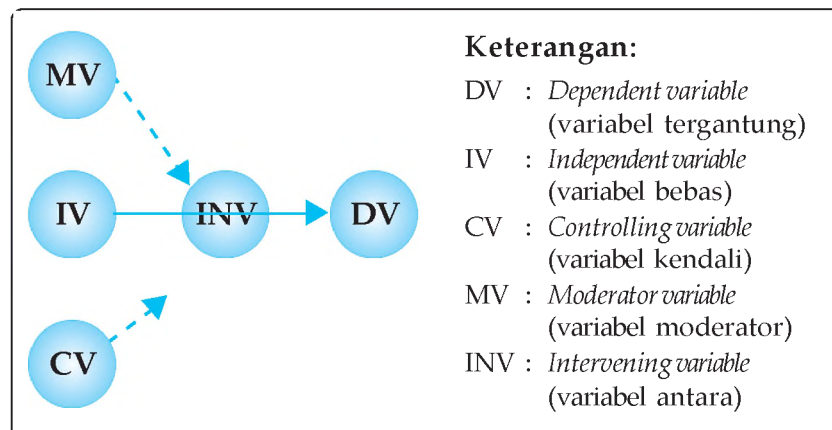 MV
IV
INV
DV
CV
Keterangan:
DV : Dependent variable
(variabel tergantung)
IV : Independent variable
(variabel bebas)
CV : Controlling variable
(variabel kendali)
MV : Moderator variable
(variabel moderator)
INV : Intervening variable
(variabel antara)